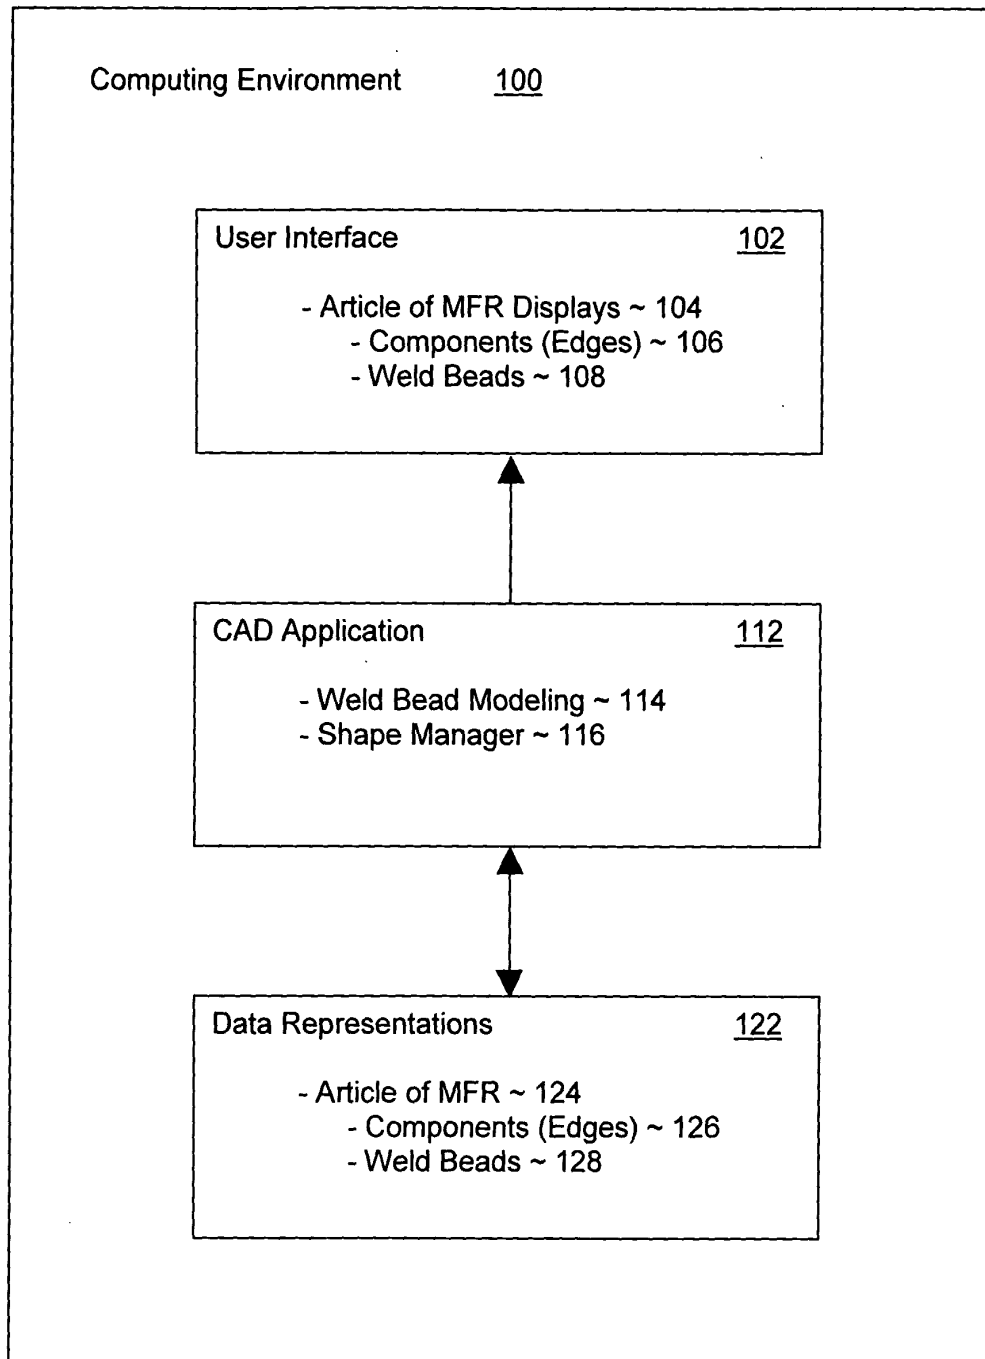 Computing Environment 100
User Interface 102
- Article of MFR Displays ~ 104
- Components (Edges) ~ 106
- Weld Beads ~ 108
CAD Application 112
- Weld Bead Modeling ~ 114
- Shape Manager ~ 116
Data Representations 122
- Article of MFR ~ 124
- Components (Edges) ~ 126
- Weld Beads ~ 128